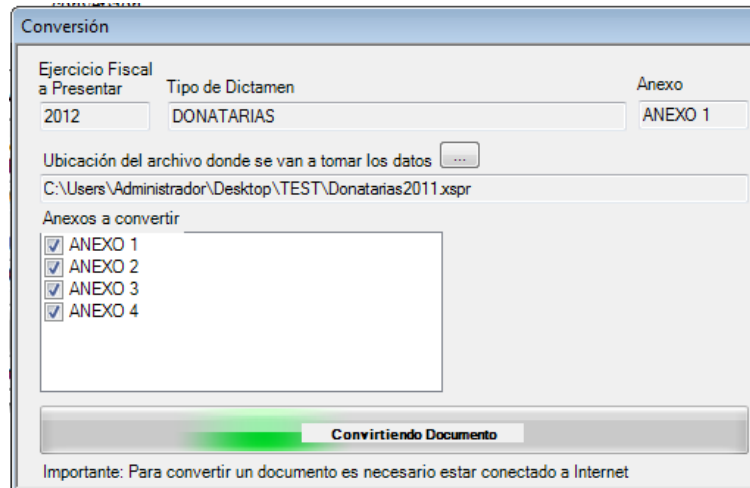 conversión
Conversión
Ejercicio Fiscal
a Presentar
Tipo de Dictamen
Anexo
2012
DONATARIAS
ANEXO 1
Ubicación del archivo donde se van a tomar los datos ...
C:\Users\Administrador\Desktop\TEST\Donatarias2011.xspr
Anexos a convertir
ANEXO 1
ANEXO 2
ANEXO 3
ANEXO 4
Convirtiendo Documento
Importante: Para convertir un documento es necesario estar conectado a Internet